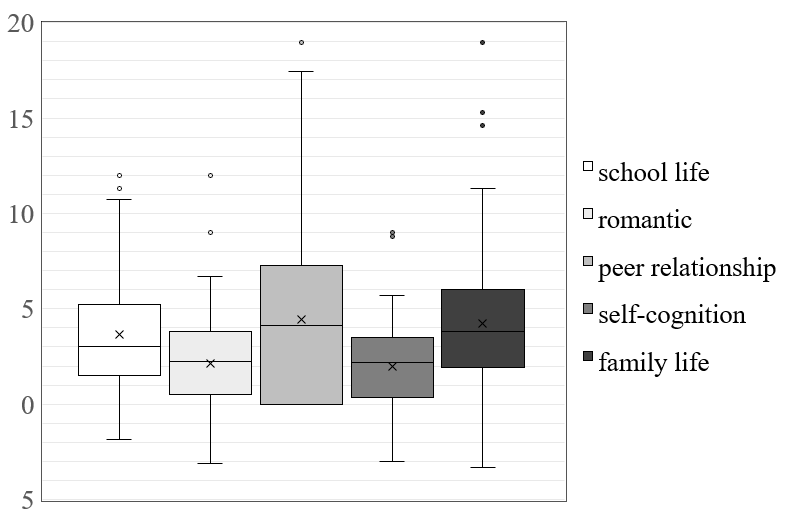 20
15
10
5
0
5
school life
romantic
peer relationship
self-cognition
family life